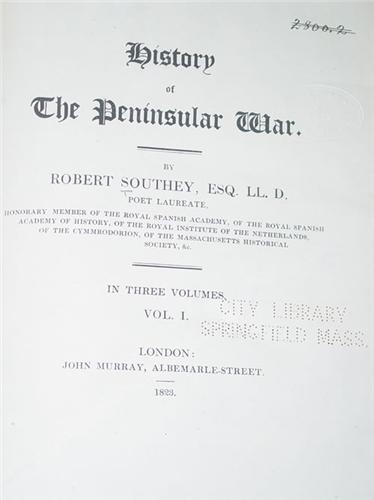 2800.2
History
of
The Peninsular War.
BY
ROBERT SOUTHEY, ESQ. LL. D.
POET LAUREATE,
HONORARY MEMBER OF THE ROYAL SPANISH ACADEMY, OF THE ROYAL SPANISH
ACADEMY OF HISTORY, OF THE ROYAL INSTITUTE OF THE NETHERLANDS,
OF THE CYMMRODORION, OF THE MASSACHUSETTS HISTORICAL
SOCIETY, &c.
IN THREE VOLUMES.
VOL. I.
CITY LIBRARY
SPRINGFIELD MASS.
LONDON:
JOHN MURRAY, ALBEMARLE-STREET.
1823.